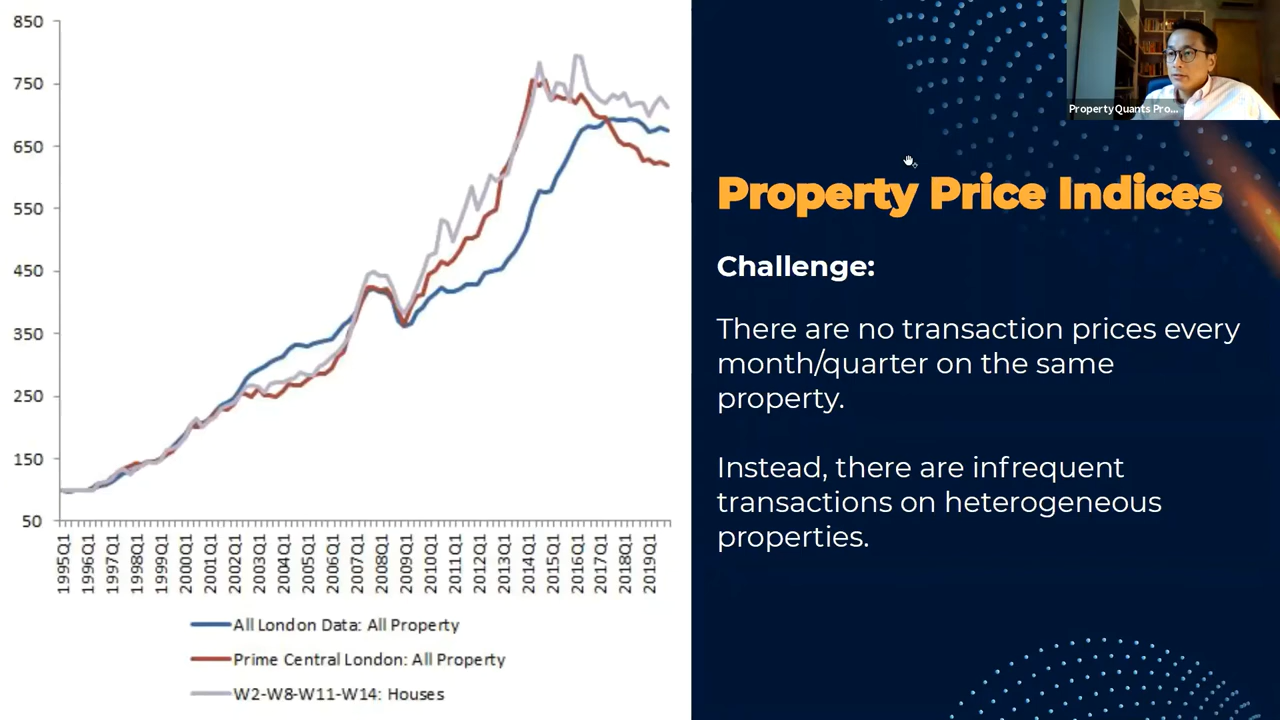 850
750
650
550
450
350
250
150
50
1995Q1
1996Q1
1997Q1
1998Q1
1999Q1
2000Q1
2001Q1
2002Q1
2003Q1
2004Q1
2005Q1
2006Q1
2007Q1
2008Q1
2009Q1
2010Q1
2011Q1
2012Q1
2013Q1
2014Q1
2015Q1
2016Q1
2017Q1
2018Q1
2019Q1
All London Data: All Property
Prime Central London: All Property
W2-W8-W11-W14: Houses
PropertyQuants Pro...
Property Price Indices
Challenge:
There are no transaction prices every
month/quarter on the same
property.
Instead, there are infrequent
transactions on heterogeneous
properties.